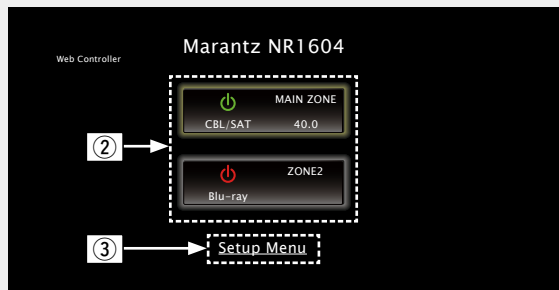 Marantz NR1604
Web Controller
MAIN ZONE
CBL/SAT 40.0
②
ZONE2
Blu-ray
③ Setup Menu